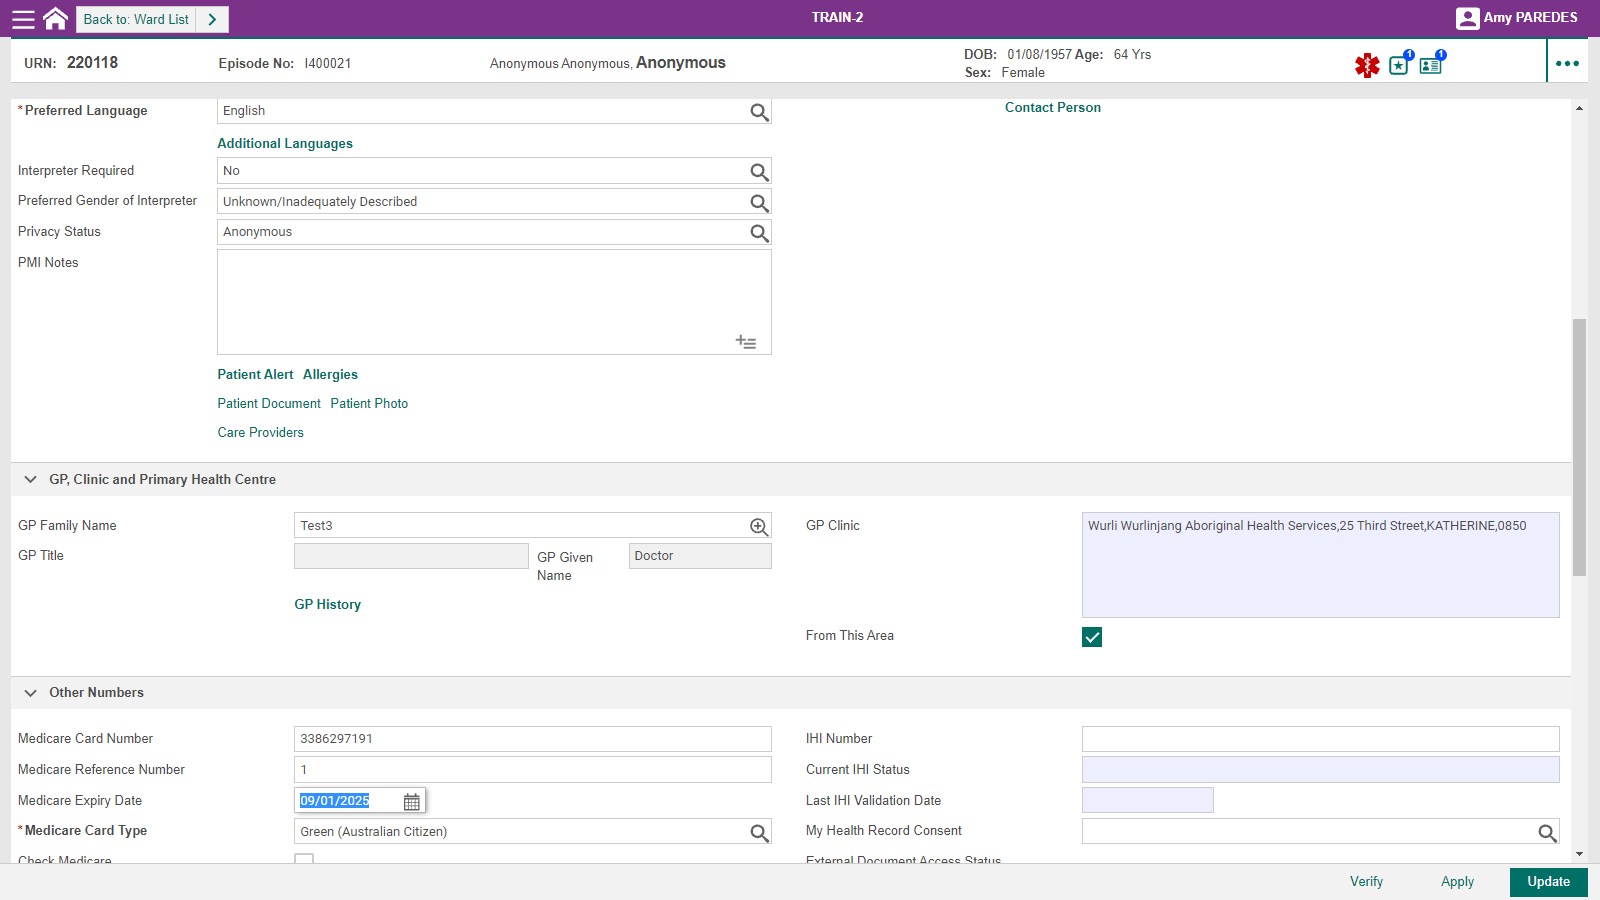 Back to: Ward List
TRAIN-2
Amy PAREDES
URN: 220118
Episode No: I400021
Anonymous Anonymous, Anonymous
DOB: 01/08/1957 Age: 64 Yrs
Sex: Female
1
1
*Preferred Language English
Contact Person
Additional Languages
Interpreter Required No
Preferred Gender of Interpreter Unknown/Inadequately Described
Privacy Status Anonymous
PMI Notes
Patient Alert Allergies
Patient Document Patient Photo
Care Providers
GP, Clinic and Primary Health Centre
GP Family Name Test3
GP Clinic Wurli Wurlinjang Aboriginal Health Services,25 Third Street,KATHERINE,0850
GP Title
GP Given Name Doctor
GP History
From This Area
Other Numbers
Medicare Card Number 3386297191
IHI Number
Medicare Reference Number 1
Current IHI Status
Medicare Expiry Date 09/01/2025
Last IHI Validation Date
*Medicare Card Type Green (Australian Citizen)
My Health Record Consent
Check Medicare
External Document Access Status
Verify
Apply
Update